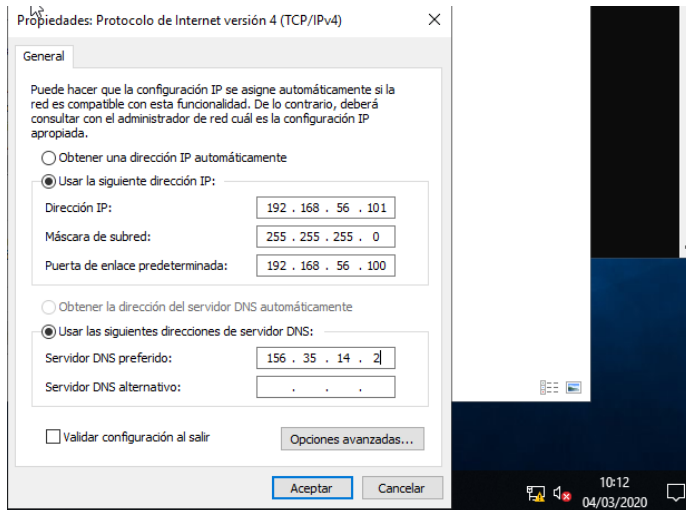 Propiedades: Protocolo de Internet versión 4 (TCP/IPv4)
General
Puede hacer que la configuración IP se asigne automáticamente si la
red es compatible con esta funcionalidad. De lo contrario, deberá
consultar con el administrador de red cuál es la configuración IP
apropiada.
Obtener una dirección IP automáticamente
Usar la siguiente dirección IP:
Dirección IP: 192 . 168 . 56 . 101
Máscara de subred: 255 . 255 . 255 . 0
Puerta de enlace predeterminada: 192 . 168 . 56 . 100
Obtener la dirección del servidor DNS automáticamente
Usar las siguientes direcciones de servidor DNS:
Servidor DNS preferido: 156 . 35 . 14 . 2
Servidor DNS alternativo: . . .
Validar configuración al salir
Opciones avanzadas...
Aceptar Cancelar
10:12
04/03/2020